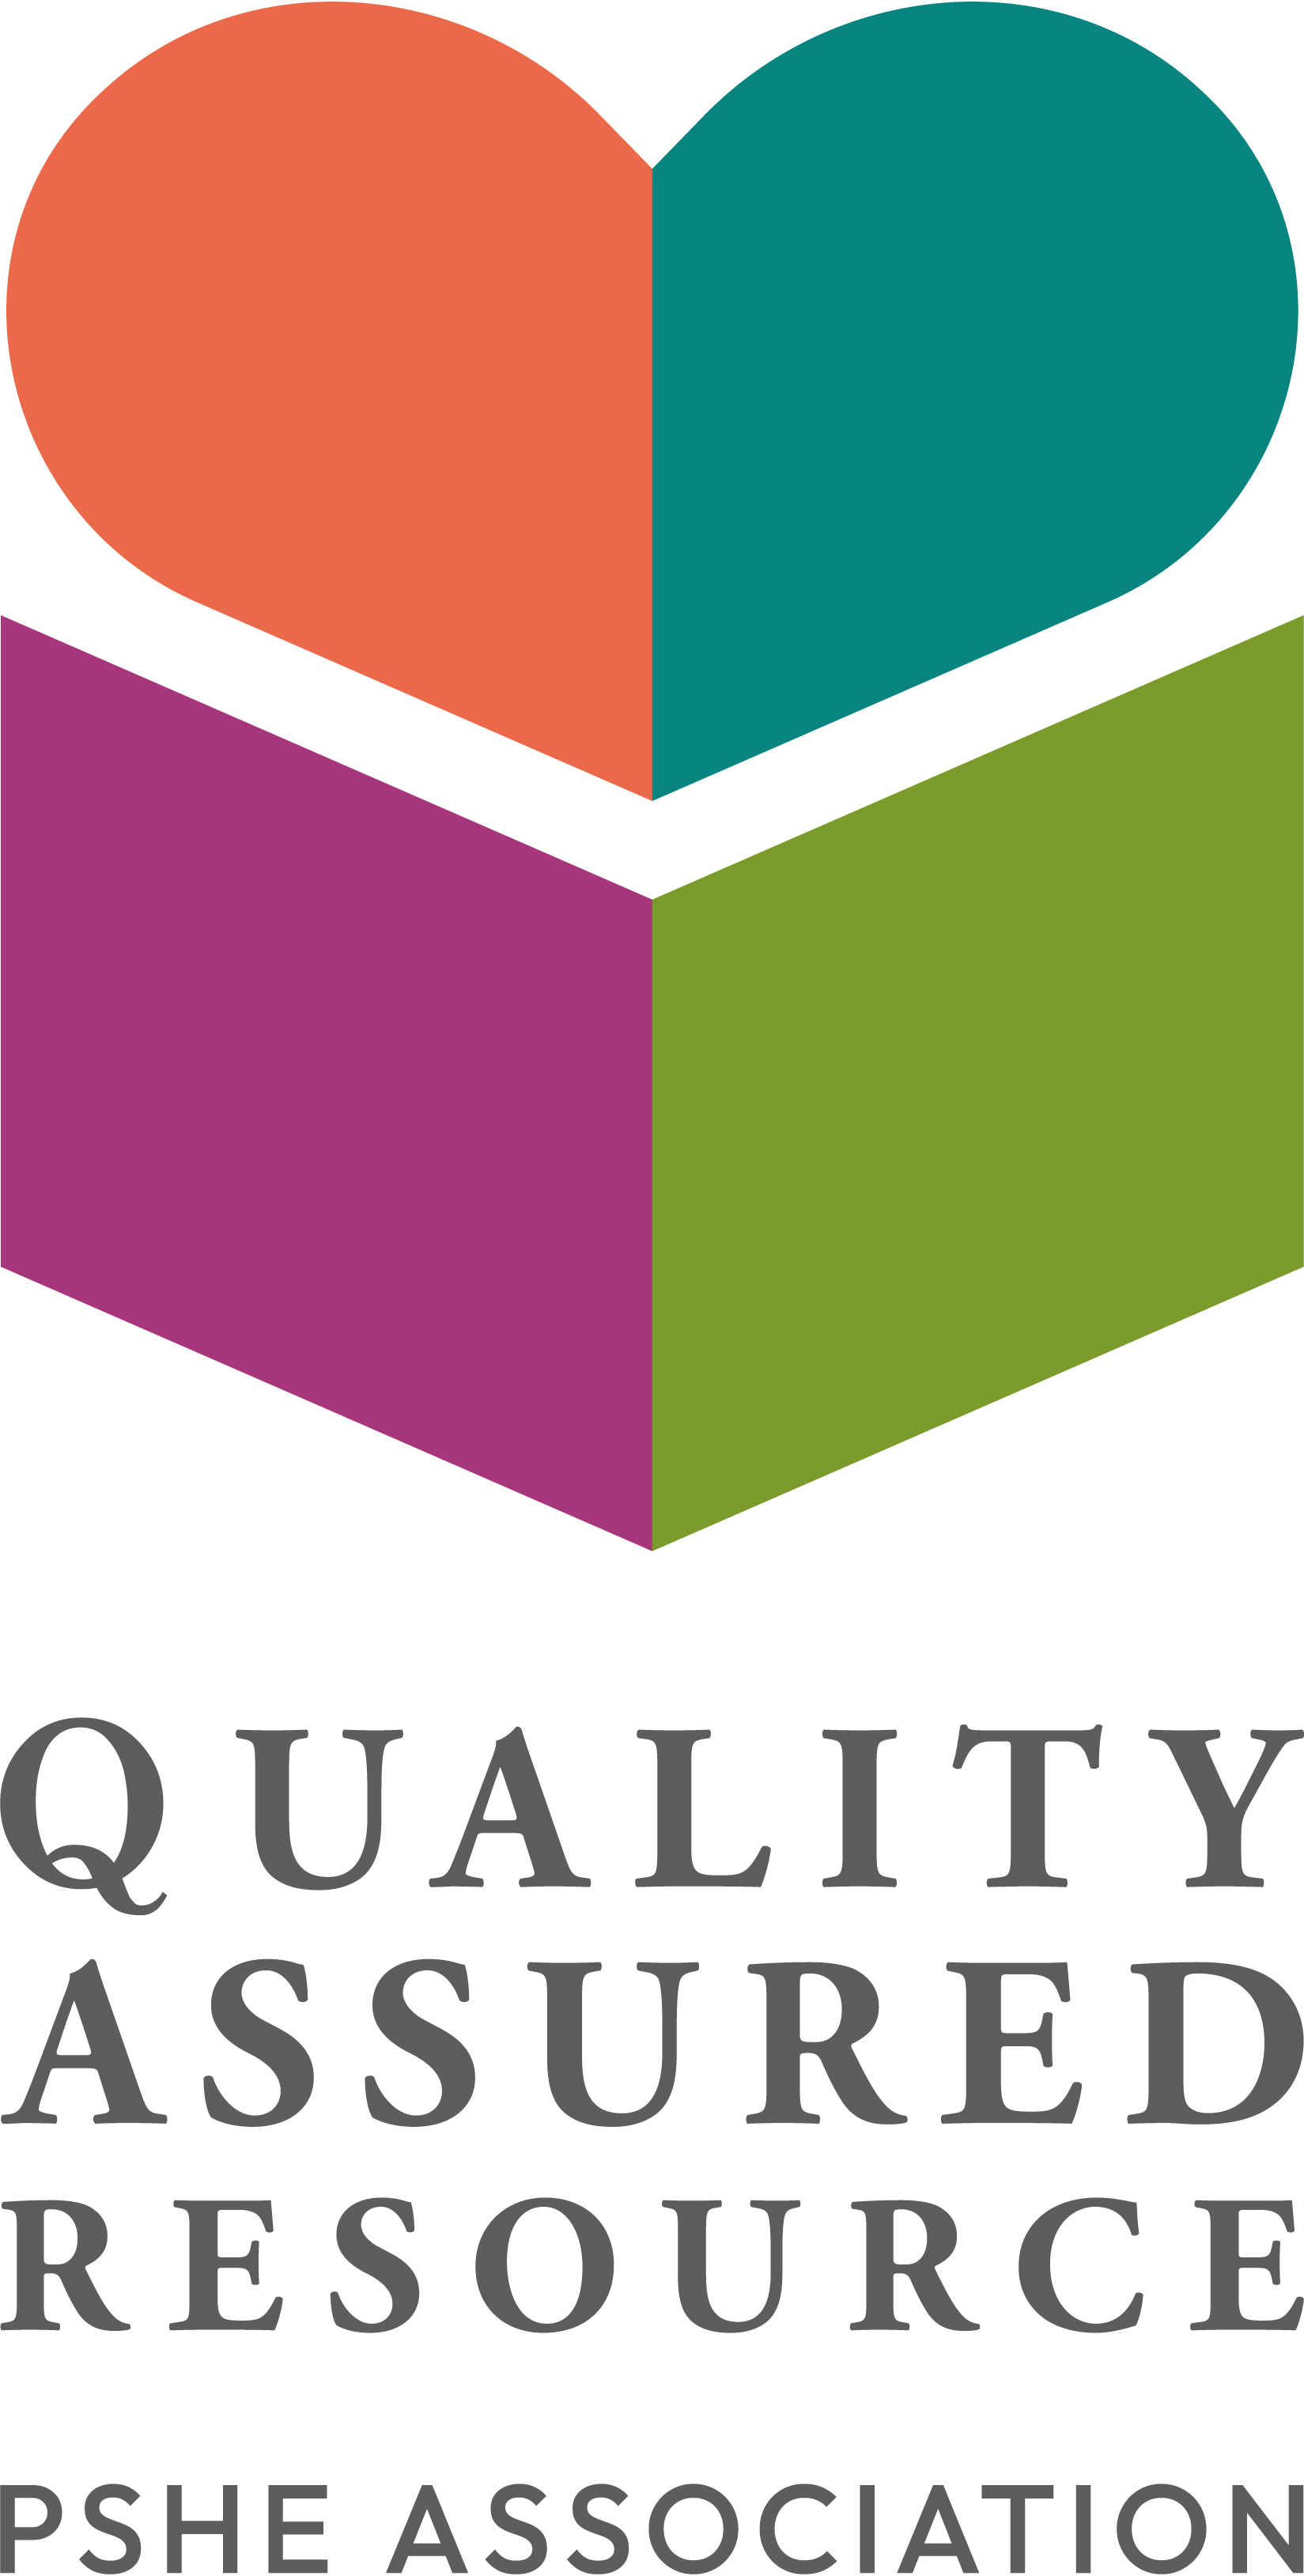 QUALITY
ASSURED
RESOURCE
PSHE ASSOCIATION